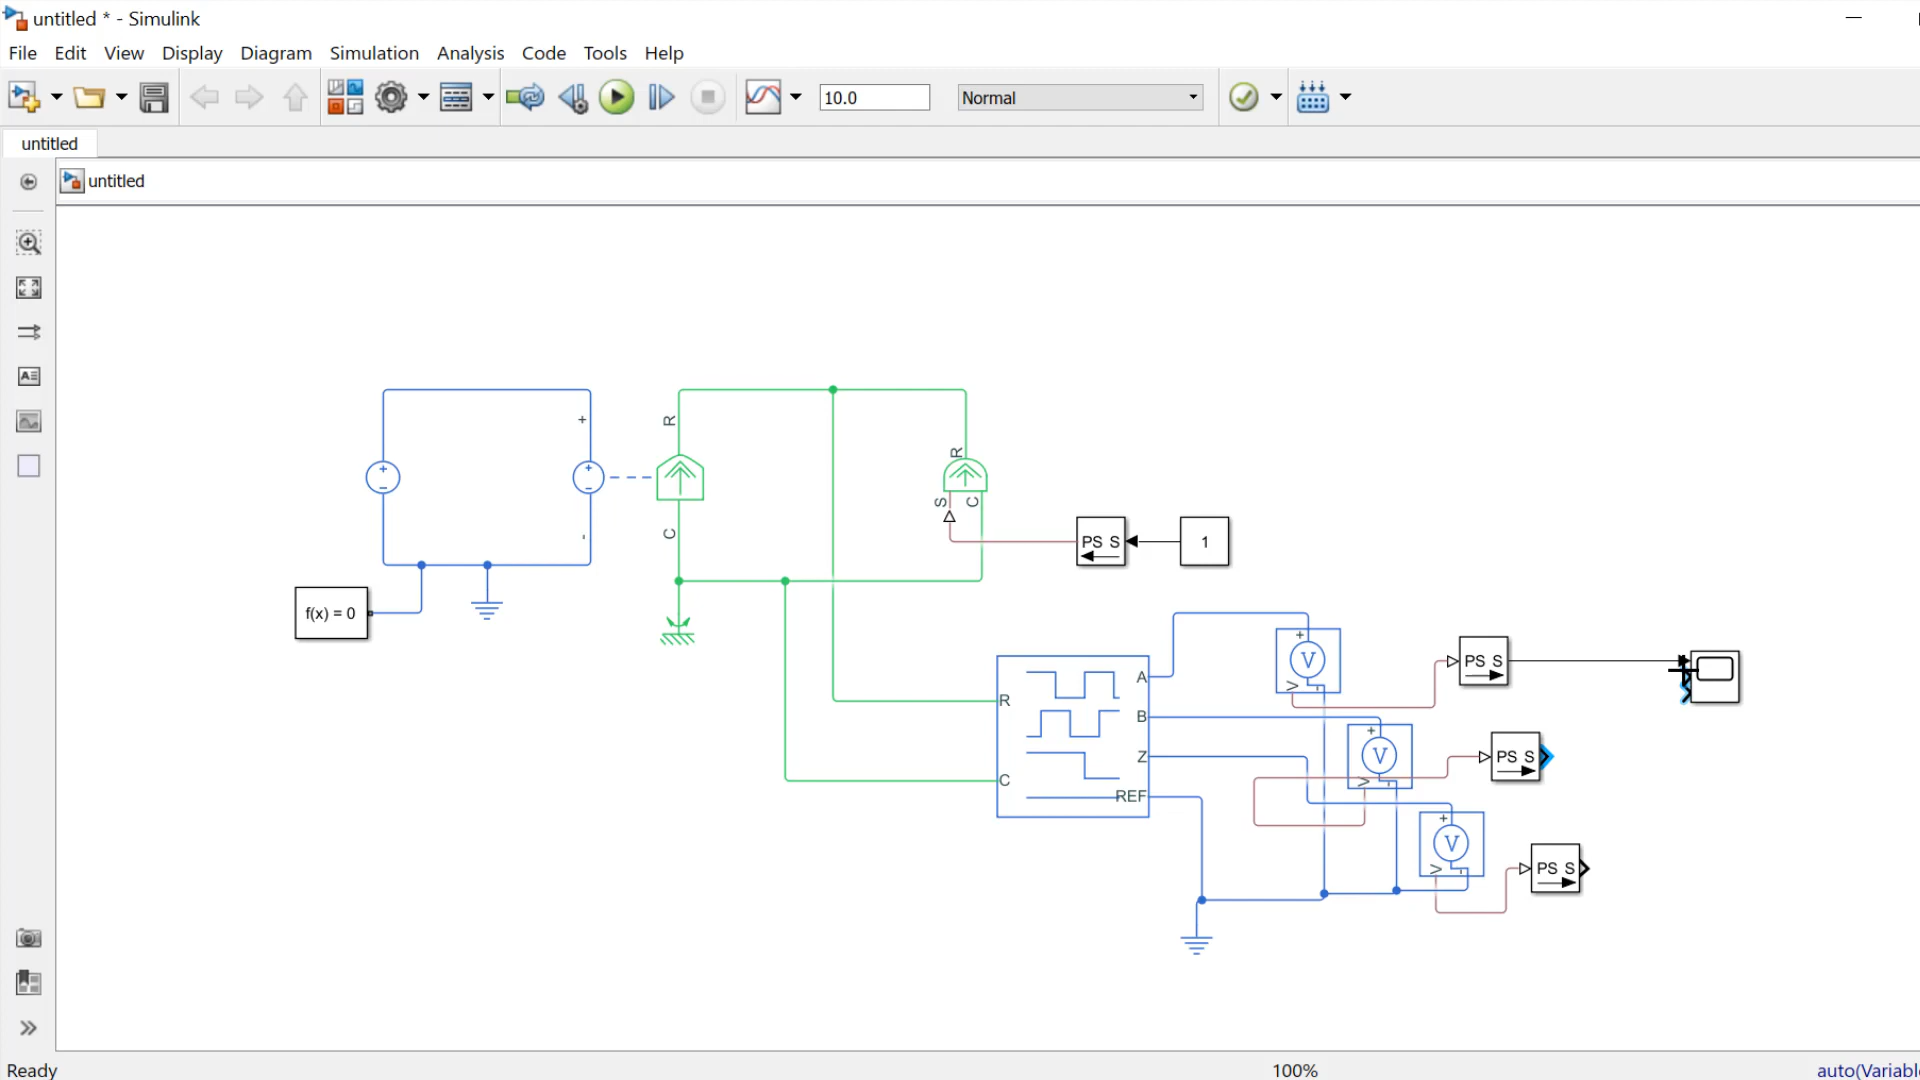 untitled * - Simulink
File Edit View Display Diagram Simulation Analysis Code Tools Help
10.0 Normal
untitled
untitled
+ R
R
+ - + -
S C
C
-
PS S 1
f(x) = 0
+
A V PS S
V -
R B
+
Z V PS S
V -
C REF
+
V
V - PS S
Ready 100% auto(Variabl